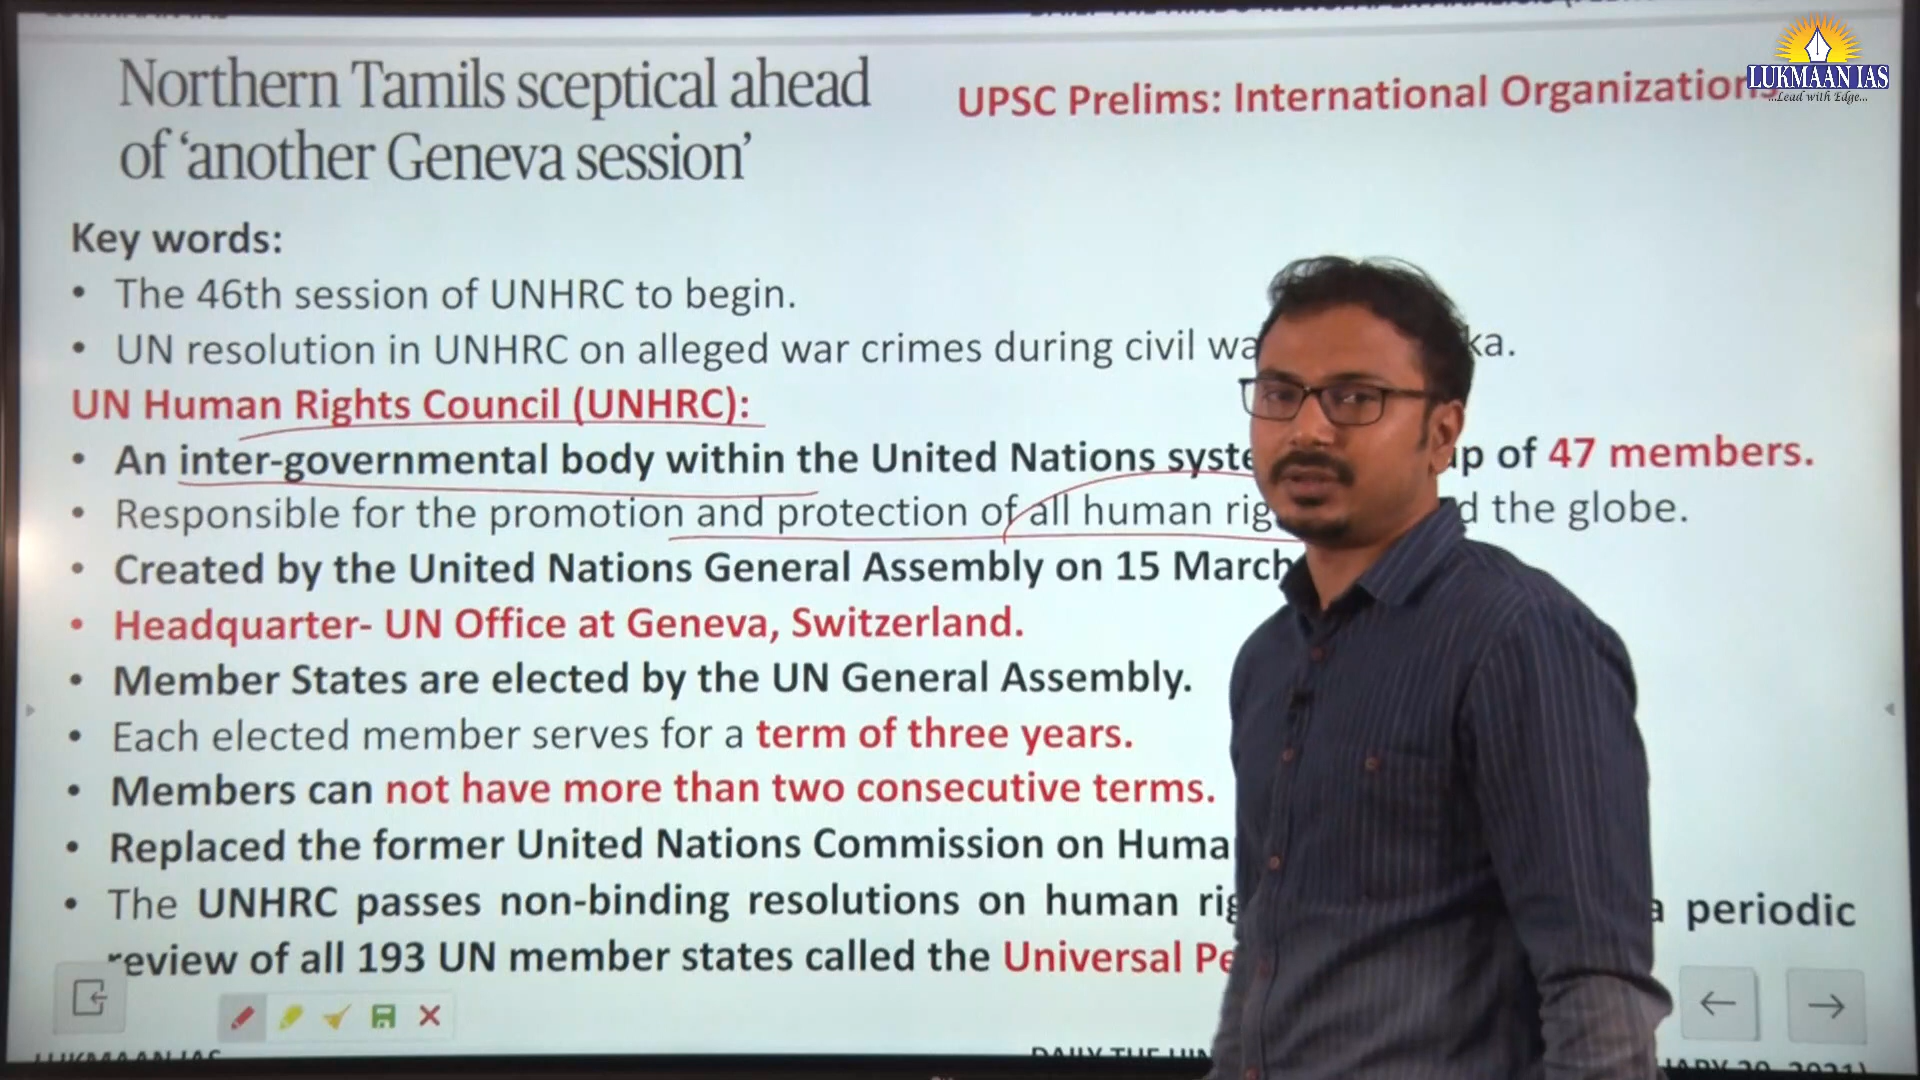 LUKMAAN IAS
...Lead with Edge...
Northern Tamils sceptical ahead
of ‘another Geneva session’
UPSC Prelims: International Organizations
Key words:
• The 46th session of UNHRC to begin.
• UN resolution in UNHRC on alleged war crimes during civil wa ka.
UN Human Rights Council (UNHRC):
• An inter-governmental body within the United Nations syste up of 47 members.
• Responsible for the promotion and protection of all human rig d the globe.
• Created by the United Nations General Assembly on 15 March
• Headquarter- UN Office at Geneva, Switzerland.
• Member States are elected by the UN General Assembly.
• Each elected member serves for a term of three years.
• Members can not have more than two consecutive terms.
• Replaced the former United Nations Commission on Huma
• The UNHRC passes non-binding resolutions on human rig a periodic
review of all 193 UN member states called the Universal Pe
LUKMAAN IAS
DAILY THE HIN